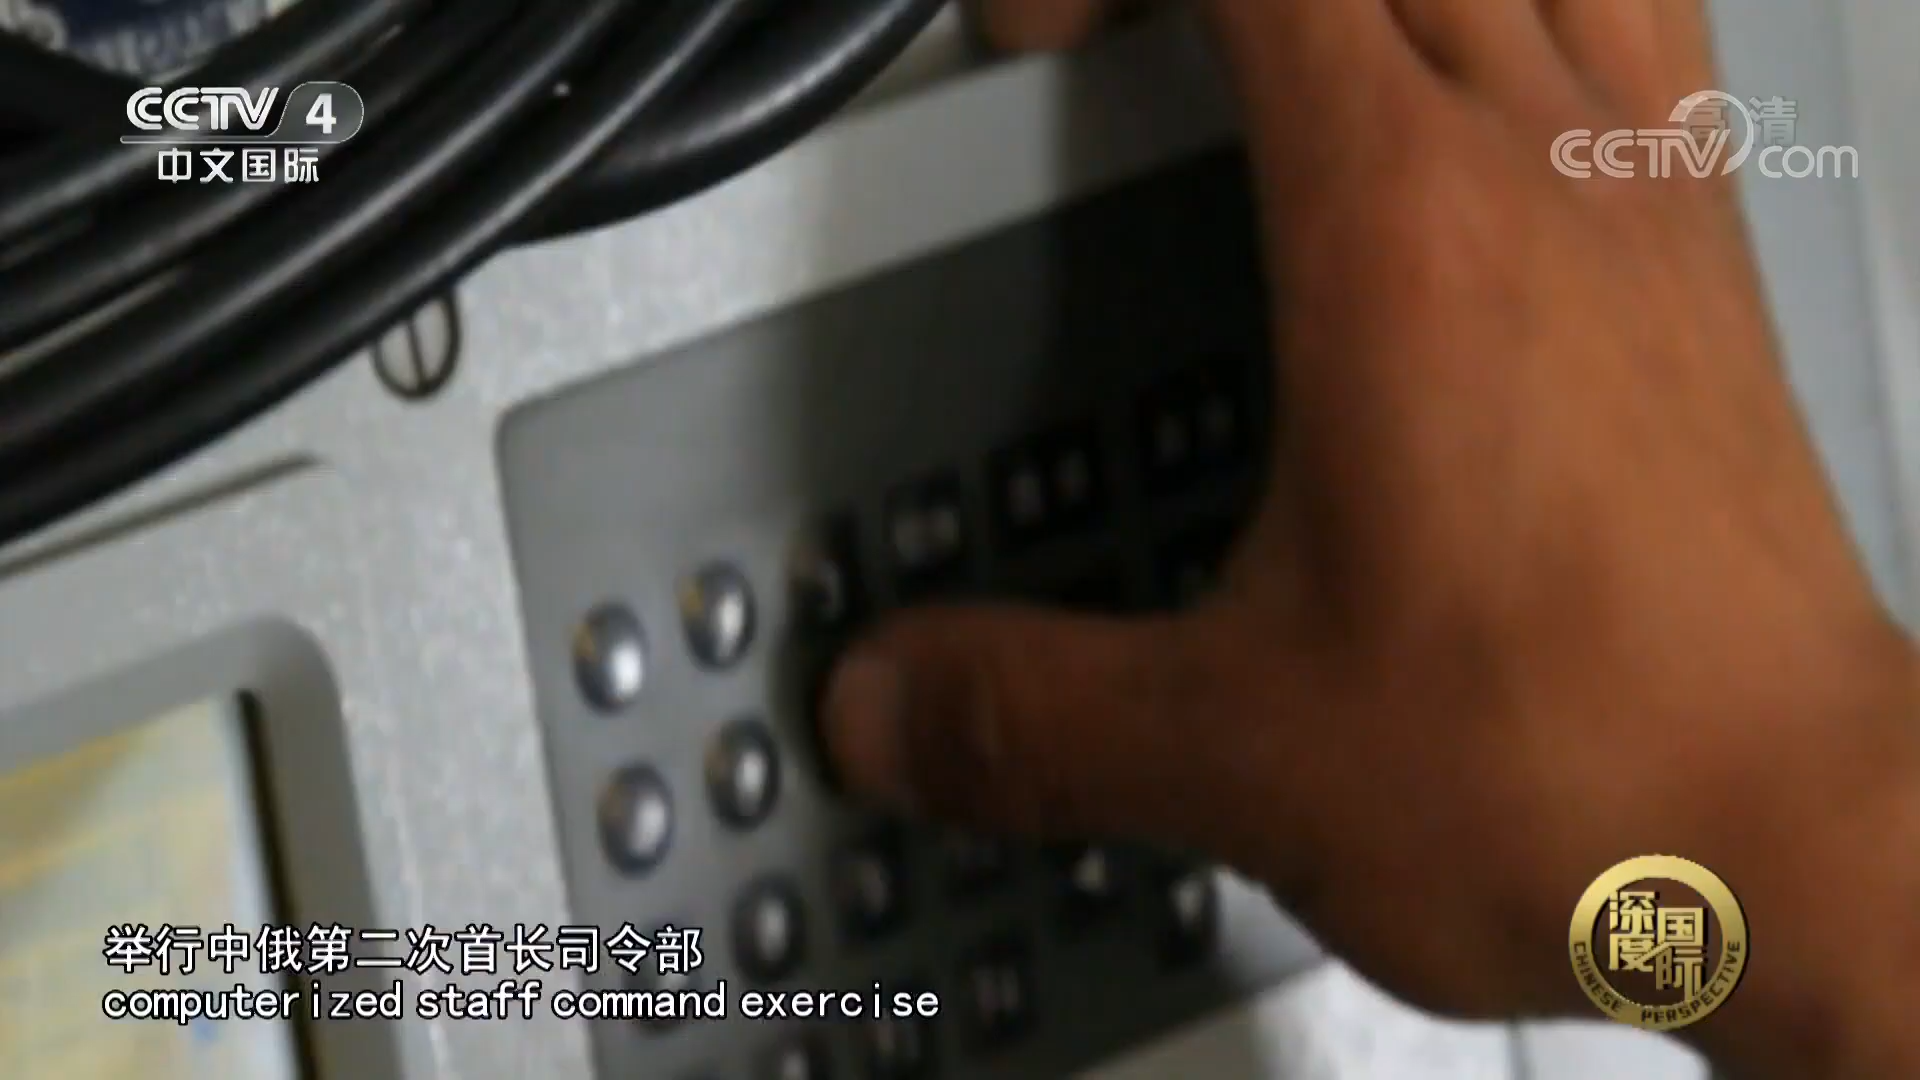 CCTV 4
中文国际
高清
CCTV.com
举行中俄第二次首长司令部
computerized staff command exercise
深度国际
CHINESE PERSPECTIVE